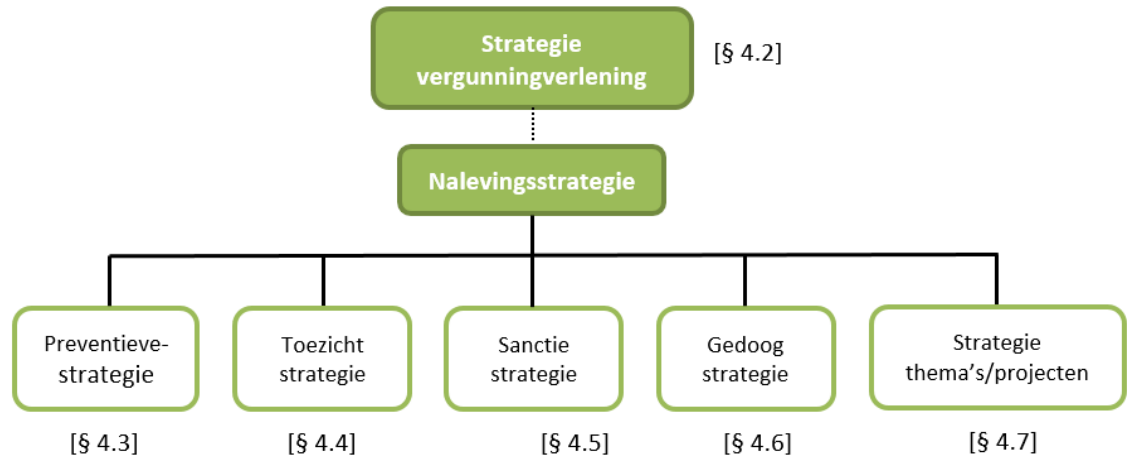 Strategie
vergunningverlening
[§ 4.2]
Nalevingsstrategie
Preventieve-
strategie
Toezicht
strategie
Sanctie
strategie
Gedoog
strategie
Strategie
thema's/projecten
[§ 4.3]
[§ 4.4]
[§ 4.5]
[§ 4.6]
[§ 4.7]